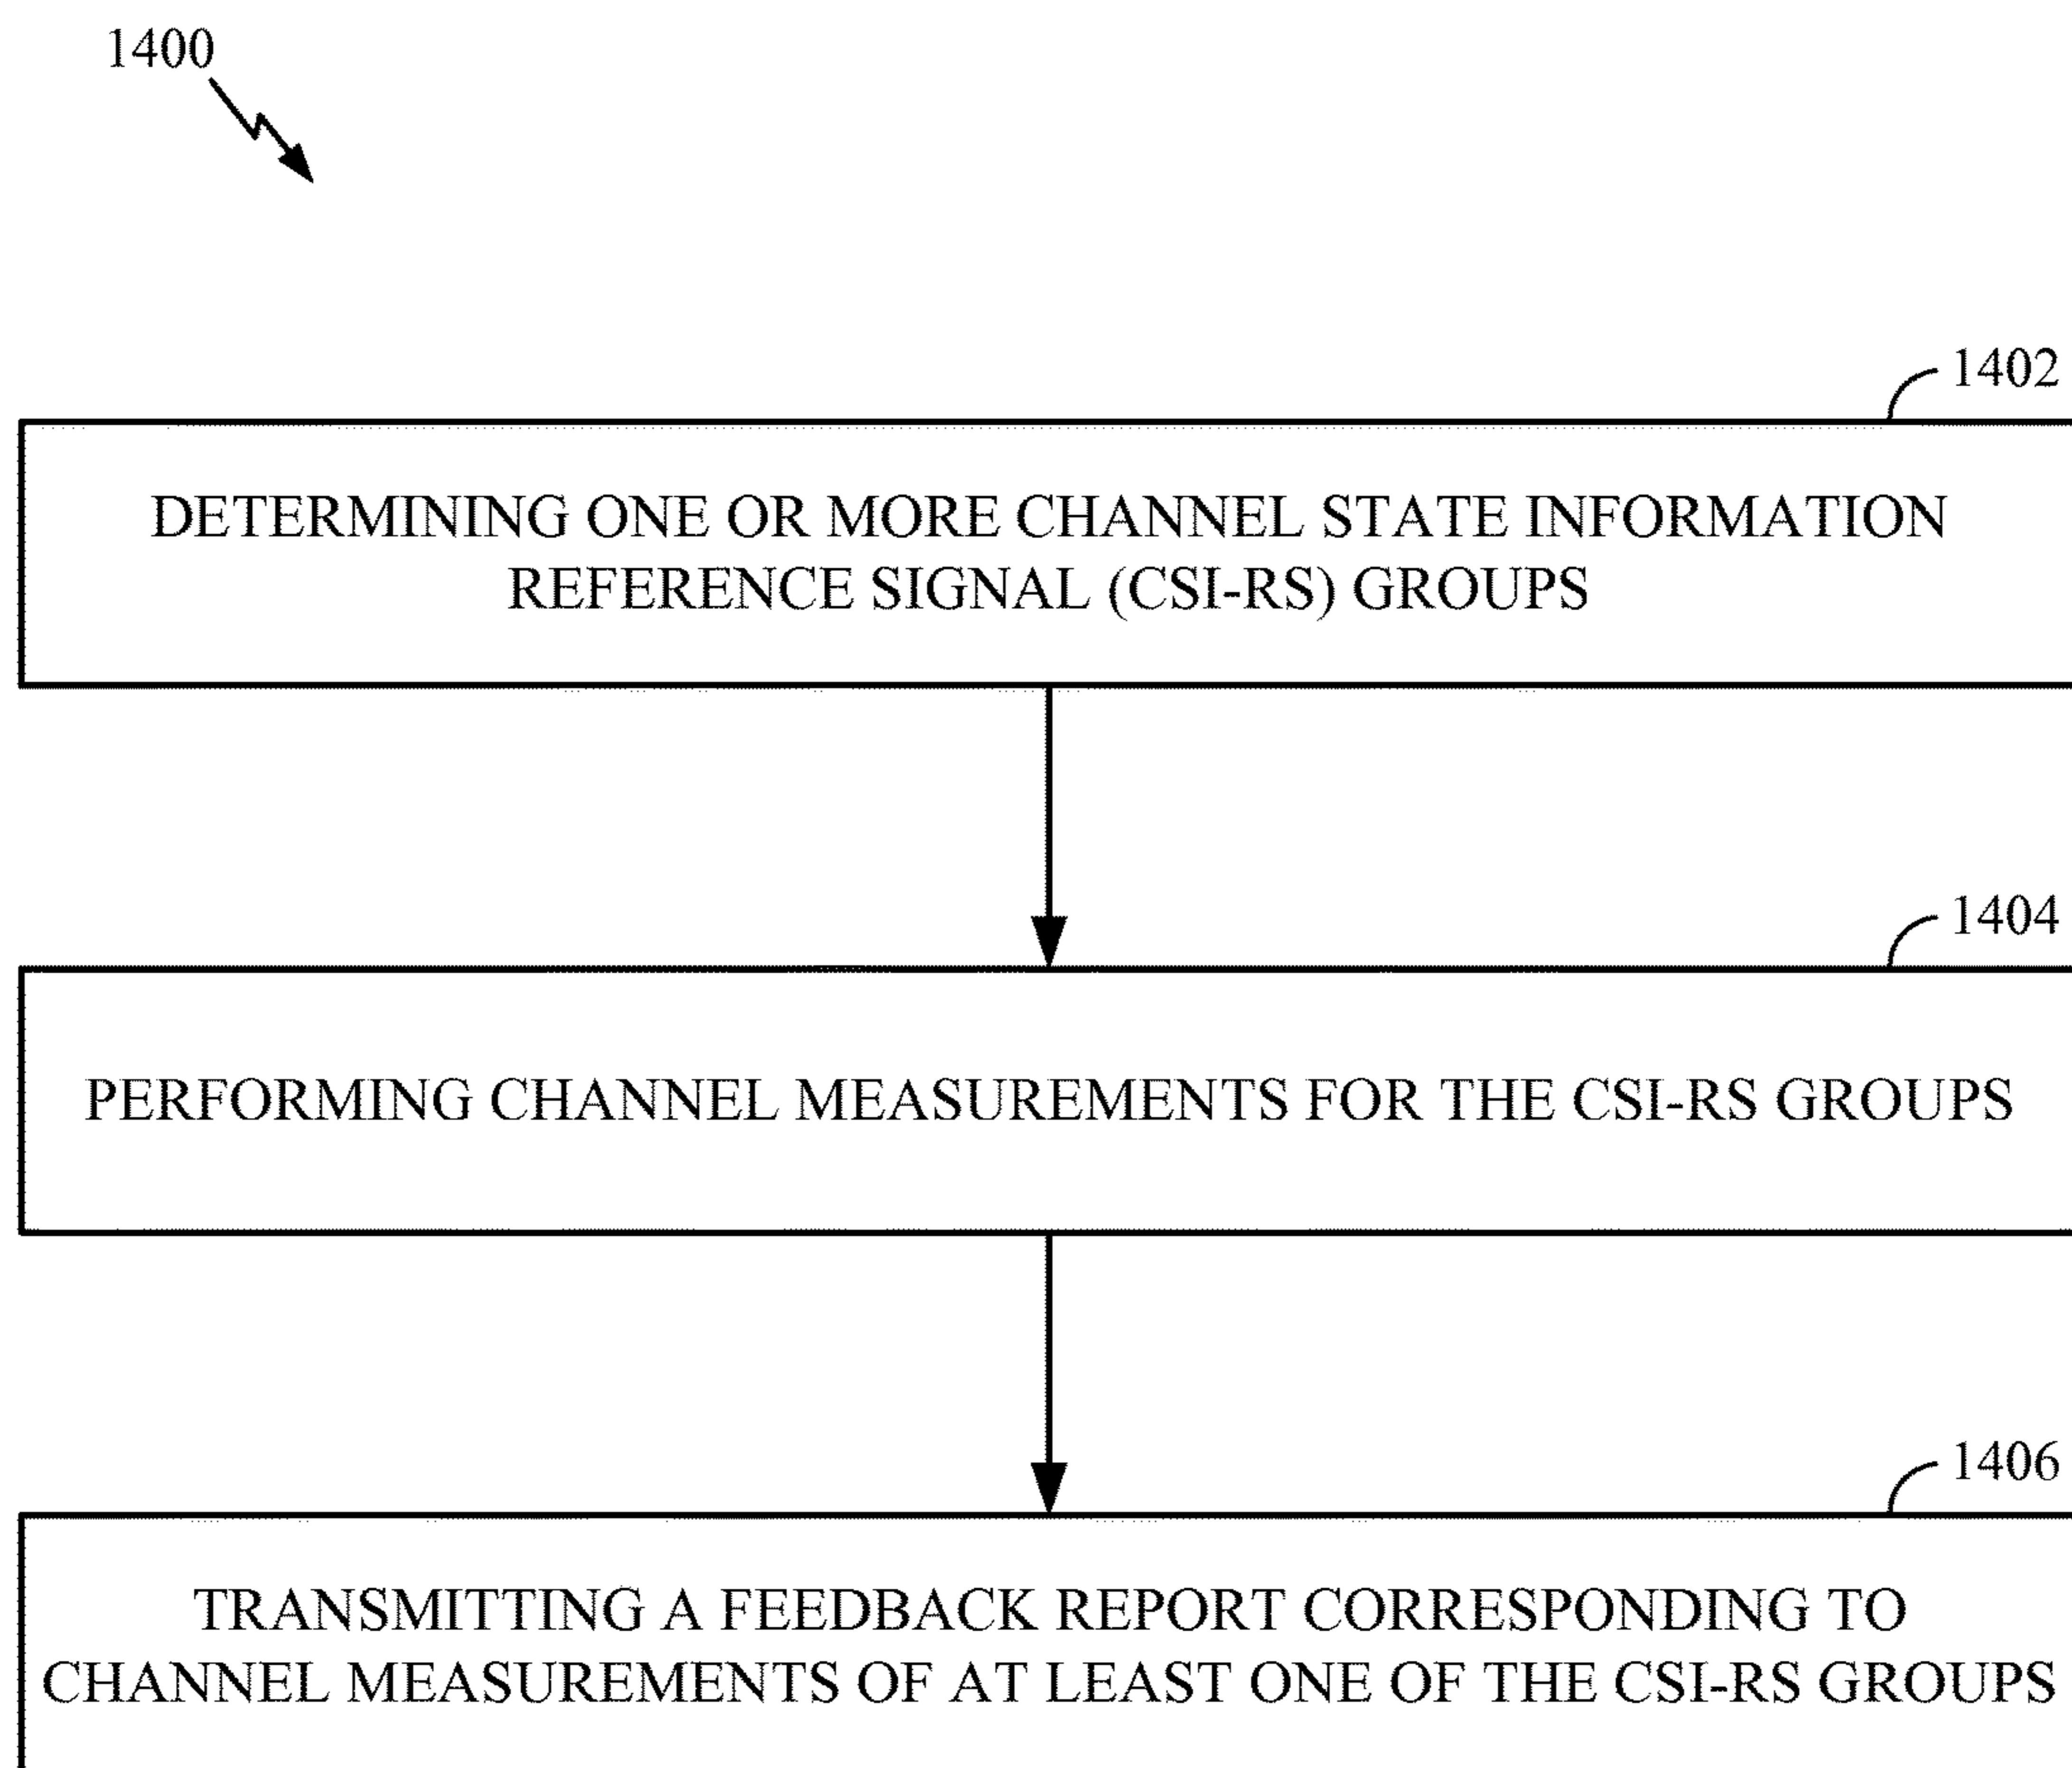 1400
1402
DETERMINING ONE OR MORE CHANNEL STATE INFORMATION
REFERENCE SIGNAL (CSI-RS) GROUPS
1404
PERFORMING CHANNEL MEASUREMENTS FOR THE CSI-RS GROUPS
1406
TRANSMITTING A FEEDBACK REPORT CORRESPONDING TO
CHANNEL MEASUREMENTS OF AT LEAST ONE OF THE CSI-RS GROUPS